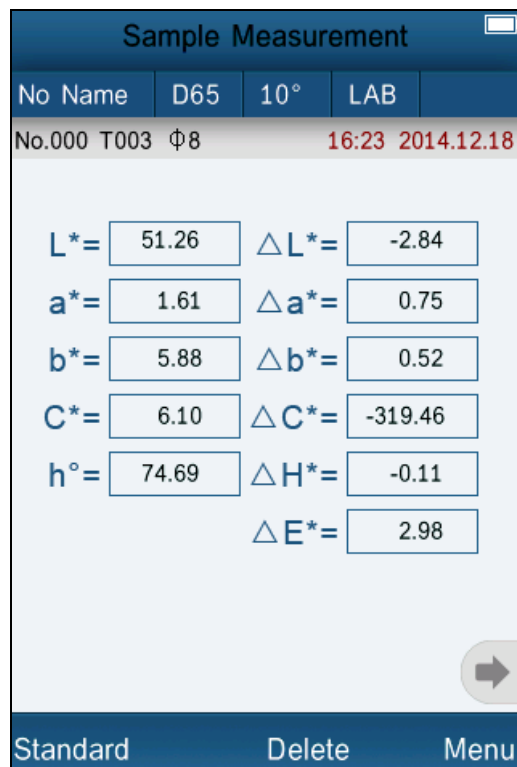 Sample Measurement
No Name D65 10° LAB
No.000 T003 Φ8 16:23 2014.12.18
L*= 51.26 △L*= -2.84
a*= 1.61 △a*= 0.75
b*= 5.88 △b*= 0.52
C*= 6.10 △C*= -319.46
h°= 74.69 △H*= -0.11
△E*= 2.98
Standard Delete Menu